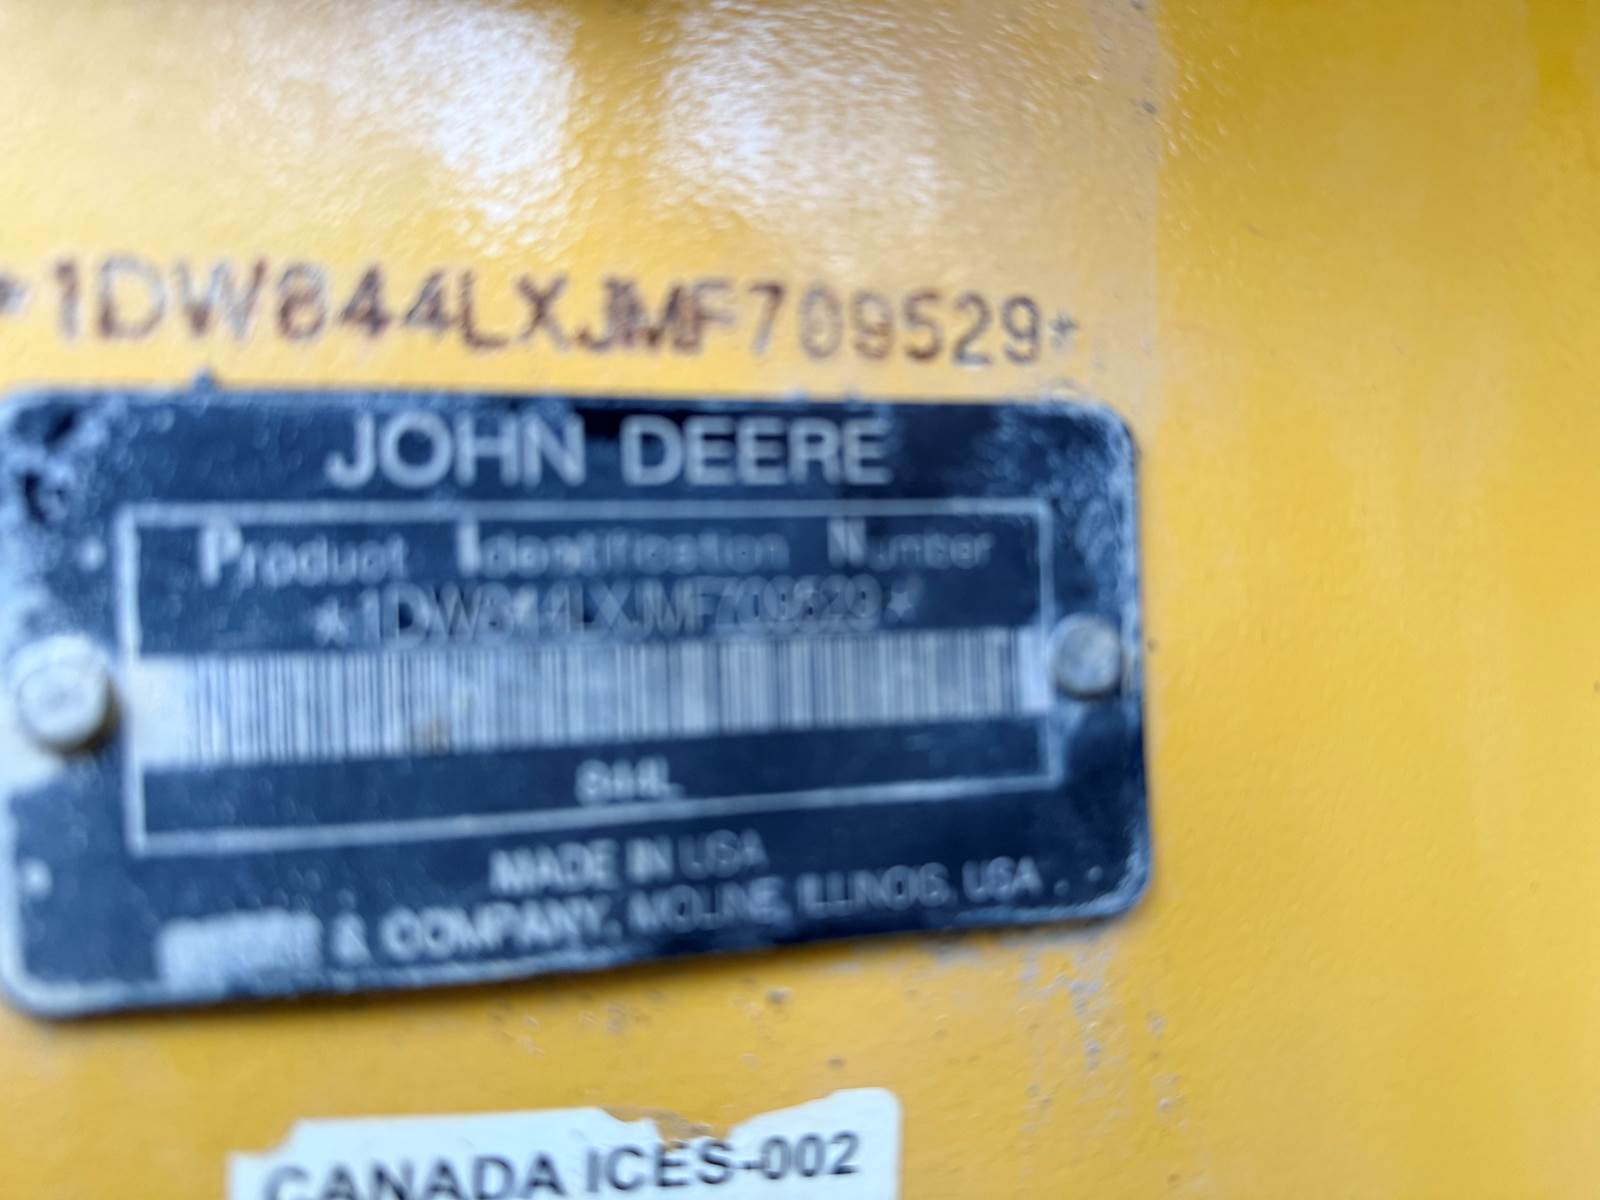 *1DW844LXJMF709529*
JOHN DEERE
Product Identification Number
*1DW844LXJMF709529*
844L
MADE IN USA
& COMPANY, MOLINE, ILLINOIS, USA
CANADA ICES-002